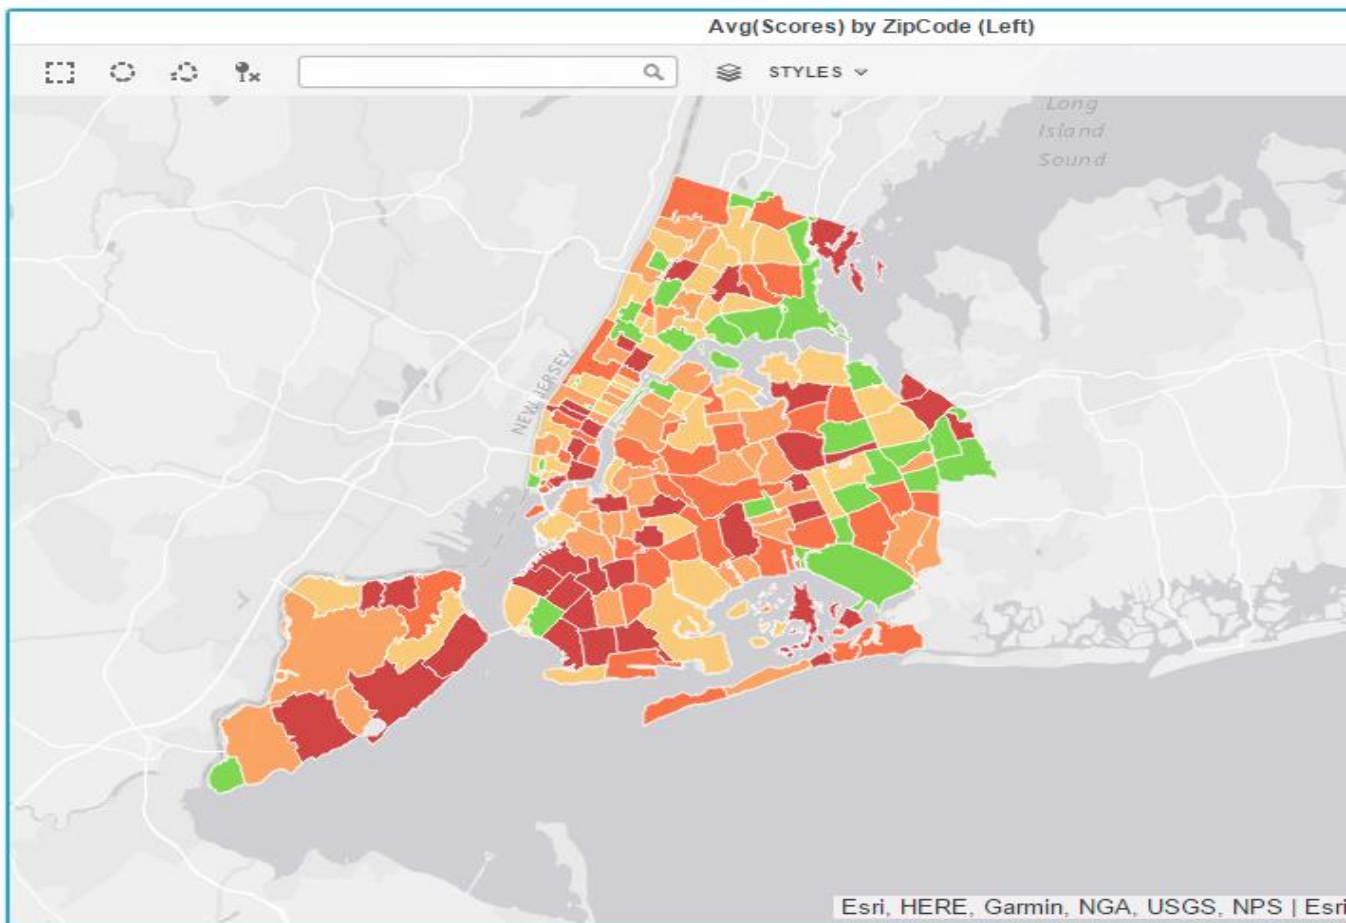 Avg(Scores) by ZipCode (Left)
STYLES
Long
Island
Sound
NEW JERSEY
Esri, HERE, Garmin, NGA, USGS, NPS | Esri